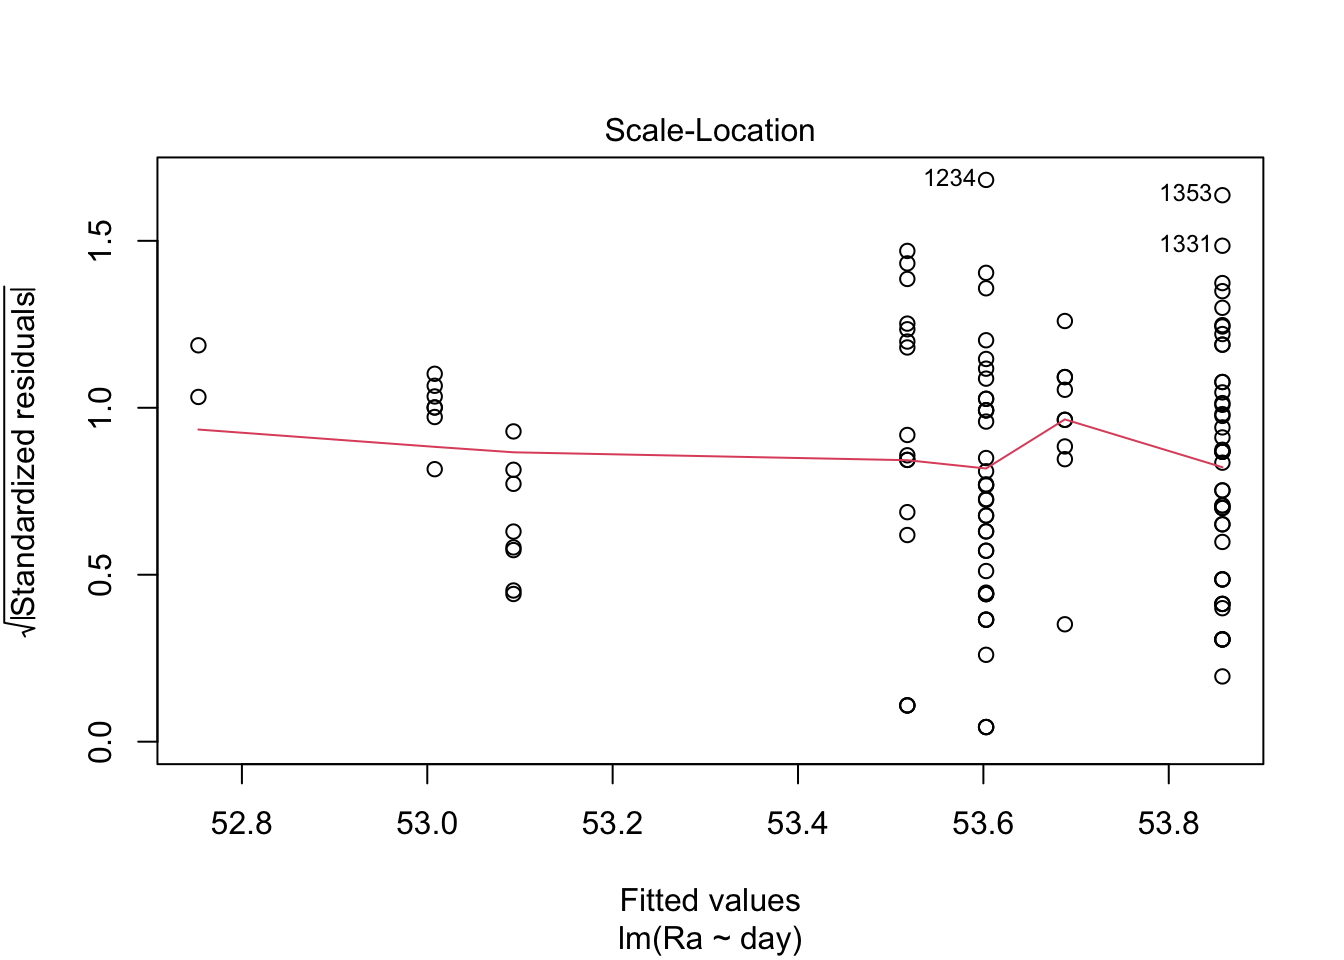 Scale-Location
1234
1353
1331
√|Standardized residuals|
1.5
1.0
0.5
0.0
52.8 53.0 53.2 53.4 53.6 53.8
Fitted values
lm(Ra ~ day)